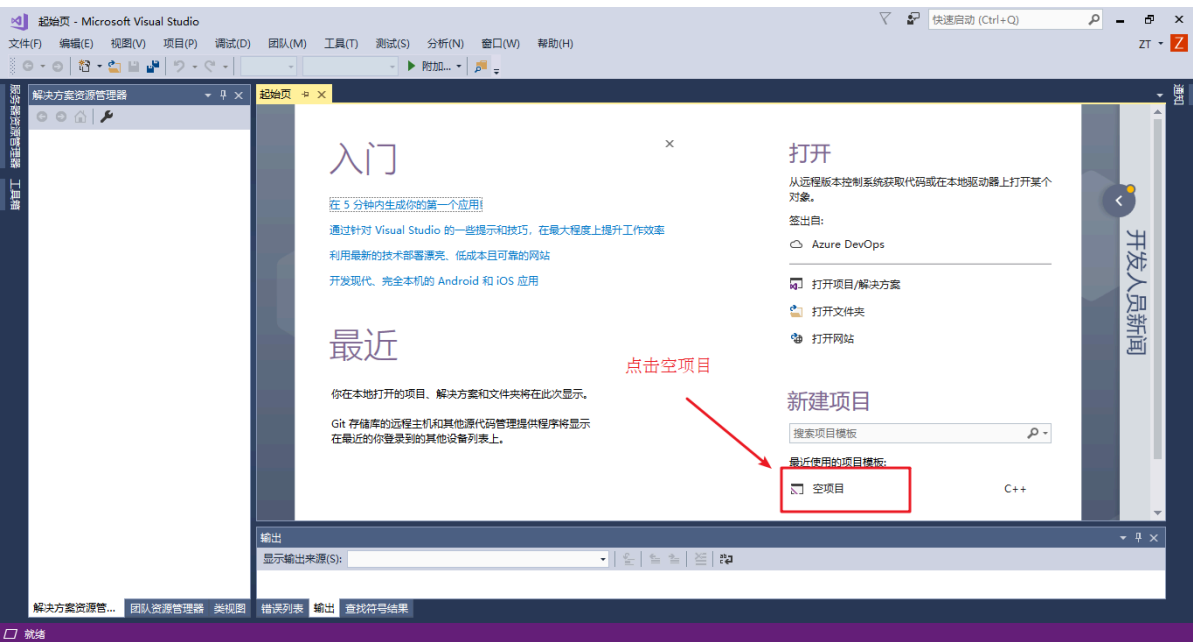 起始页 - Microsoft Visual Studio
快速启动 (Ctrl+Q)
文件(F) 编辑(E) 视图(V) 项目(P) 调试(D) 团队(M) 工具(T) 测试(S) 分析(N) 窗口(W) 帮助(H)
ZT
Z
附加...
服务器资源管理器
工具箱
解决方案资源管理器
起始页
通知
入门
在 5 分钟内生成你的第一个应用!
通过针对 Visual Studio 的一些提示和技巧，在最大程度上提升工作效率
利用最新的技术部署漂亮、低成本且可靠的网站
开发现代、完全本机的 Android 和 iOS 应用
最近
你在本地打开的项目、解决方案和文件夹将在此次显示。
Git 存储库的远程主机和其他源代码管理提供程序将显示
在最近的你登录到的其他设备列表上。
点击空项目
打开
从远程版本控制系统获取代码或在本地驱动器上打开某个
对象。
签出自:
Azure DevOps
打开项目/解决方案
打开文件夹
打开网站
新建项目
搜索项目模板
最近使用的项目模板:
空项目 C++
开发人员新闻
输出
显示输出来源(S):
解决方案资源管... 团队资源管理器 类视图
错误列表 输出 查找符号结果
就绪